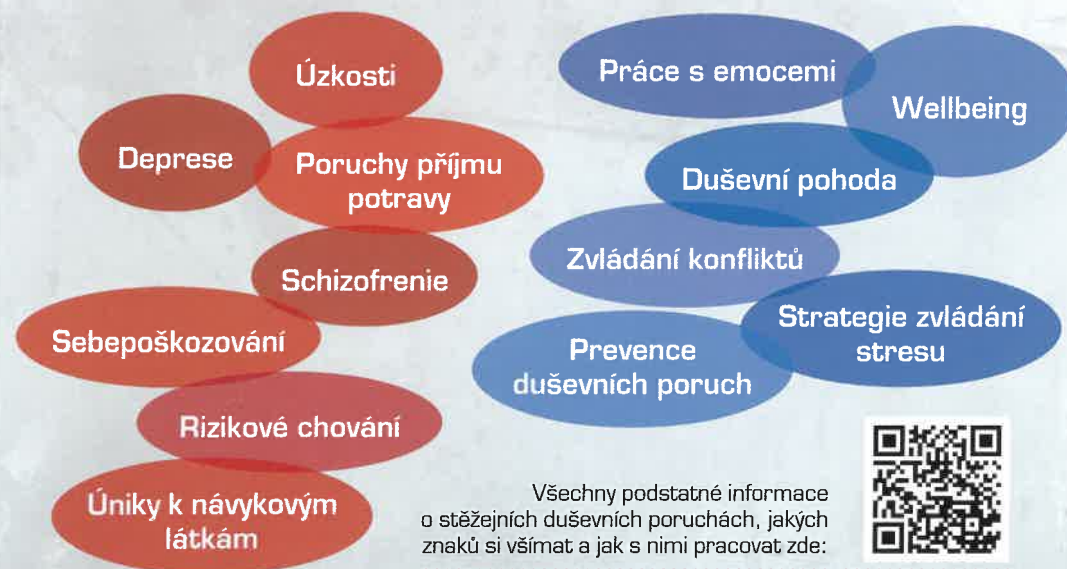 Úzkosti
Deprese
Poruchy příjmu
potravy
Schizofrenie
Sebepoškozování
Rizikové chování
Úniky k návykovým
látkám
Práce s emocemi
Wellbeing
Duševní pohoda
Zvládání konfliktů
Strategie zvládání
stresu
Prevence
duševních poruch
Všechny podstatné informace
o stěžejních duševních poruchách, jakých
znaků si všímat a jak s nimi pracovat zde: